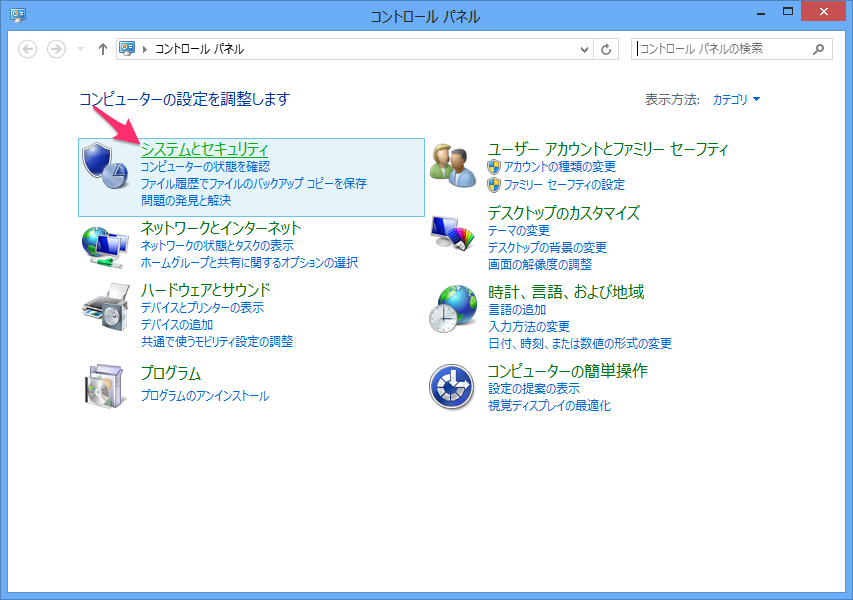 コントロール パネル
コントロール パネル
コントロール パネルの検索
コンピューターの設定を調整します
表示方法: カテゴリ
システムとセキュリティ
コンピューターの状態を確認
ファイル履歴でファイルのバックアップ コピーを保存
問題の発見と解決
ネットワークとインターネット
ネットワークの状態とタスクの表示
ホームグループと共有に関するオプションの選択
ハードウェアとサウンド
デバイスとプリンターの表示
デバイスの追加
共通で使うモビリティ設定の調整
プログラム
プログラムのアンインストール
ユーザー アカウントとファミリー セーフティ
アカウントの種類の変更
ファミリー セーフティの設定
デスクトップのカスタマイズ
テーマの変更
デスクトップの背景の変更
画面の解像度の調整
時計、言語、および地域
言語の追加
入力方法の変更
日付、時刻、または数値の形式の変更
コンピューターの簡単操作
設定の提案の表示
視覚ディスプレイの最適化